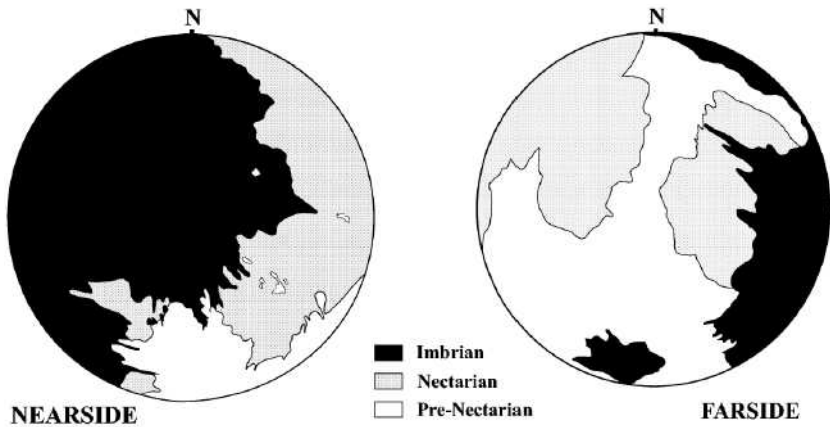 N
N
Imbrian
Nectarian
Pre-Nectarian
NEARSIDE
FARSIDE